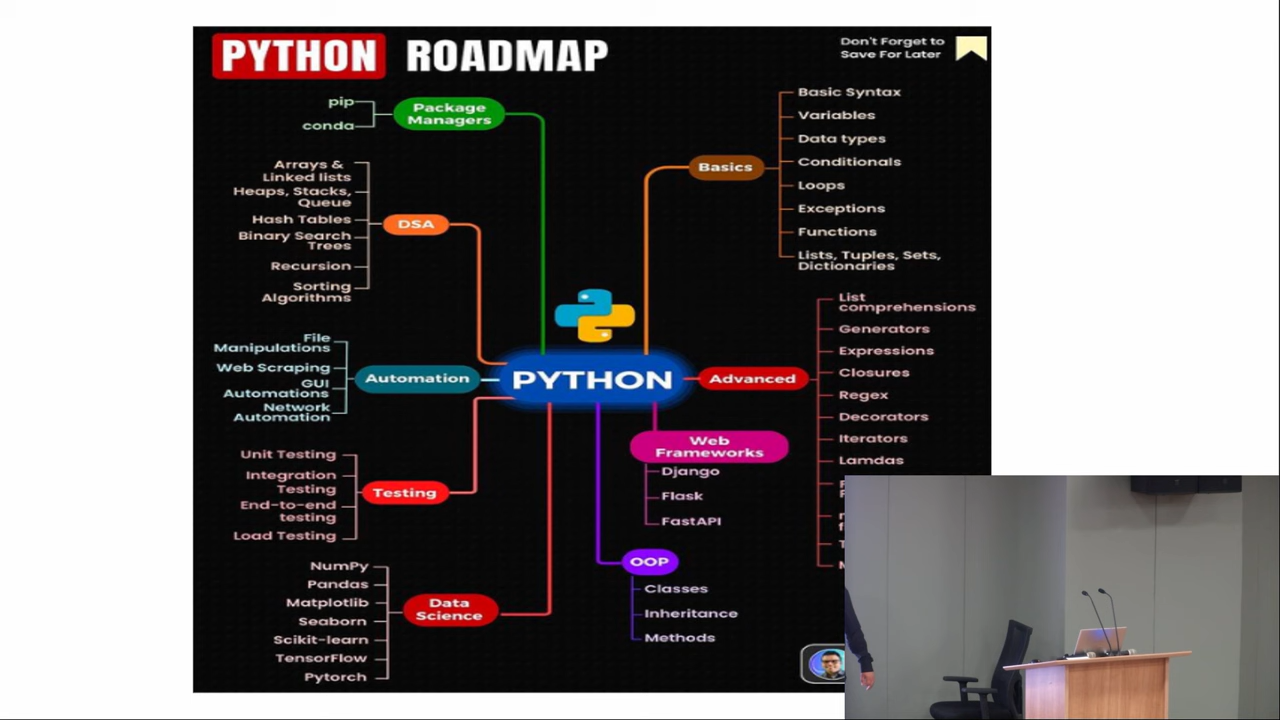 PYTHON ROADMAP
Don't Forget to
Save For Later
pip
conda
Package
Managers
Arrays &
Linked lists
Heaps, Stacks,
Queue
Hash Tables
Binary Search
Trees
Recursion
Sorting
Algorithms
DSA
File
Manipulations
Web Scraping
GUI
Automations
Network
Automation
Automation
Unit Testing
Integration
Testing
End-to-end
testing
Load Testing
Testing
NumPy
Pandas
Matplotlib
Seaborn
Scikit-learn
TensorFlow
Pytorch
Data
Science
PYTHON
Basics
Basic Syntax
Variables
Data types
Conditionals
Loops
Exceptions
Functions
Lists, Tuples, Sets,
Dictionaries
Advanced
List
comprehensions
Generators
Expressions
Closures
Regex
Decorators
Iterators
Lamdas
Web
Frameworks
Django
Flask
FastAPI
OOP
Classes
Inheritance
Methods